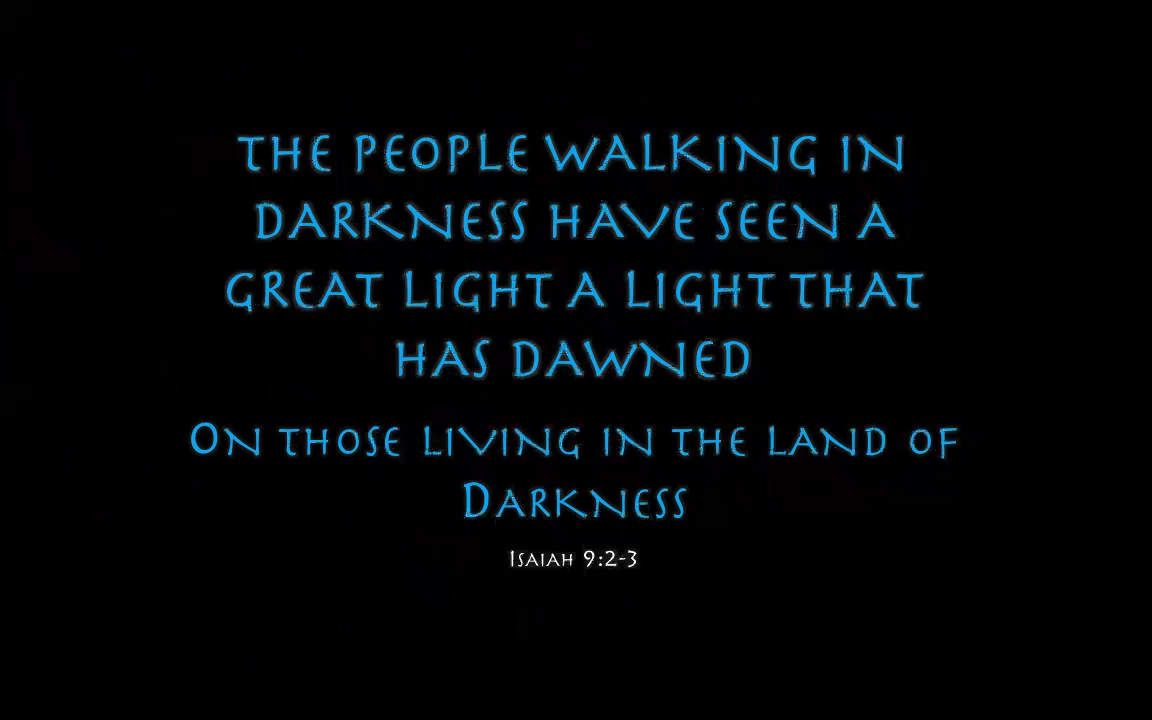 THE PEOPLE WALKING IN
DARKNESS HAVE SEEN A
GREAT LIGHT A LIGHT THAT
HAS DAWNED
ON THOSE LIVING IN THE LAND OF
DARKNESS
ISAIAH 9:2-3